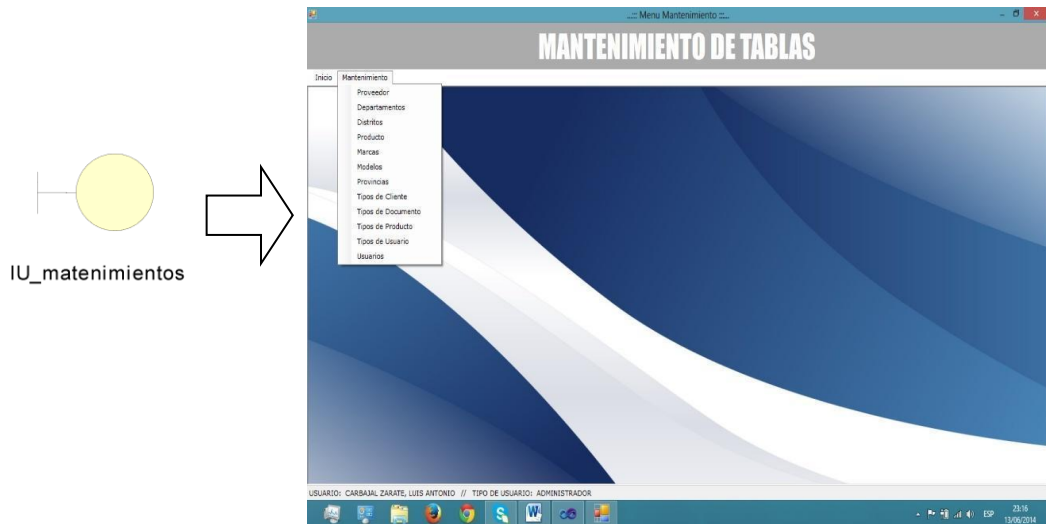 IU_matenimientos
..::: Menu Mantenimiento :::...
MANTENIMIENTO DE TABLAS
Inicio Mantenimiento
Proveedor
Departamentos
Distritos
Producto
Marcas
Modelos
Provincias
Tipos de Cliente
Tipos de Documento
Tipos de Producto
Tipos de Usuario
Usuarios
USUARIO: CARBAJAL ZARATE, LUIS ANTONIO // TIPO DE USUARIO: ADMINISTRADOR
ESP 23:16
13/06/2014